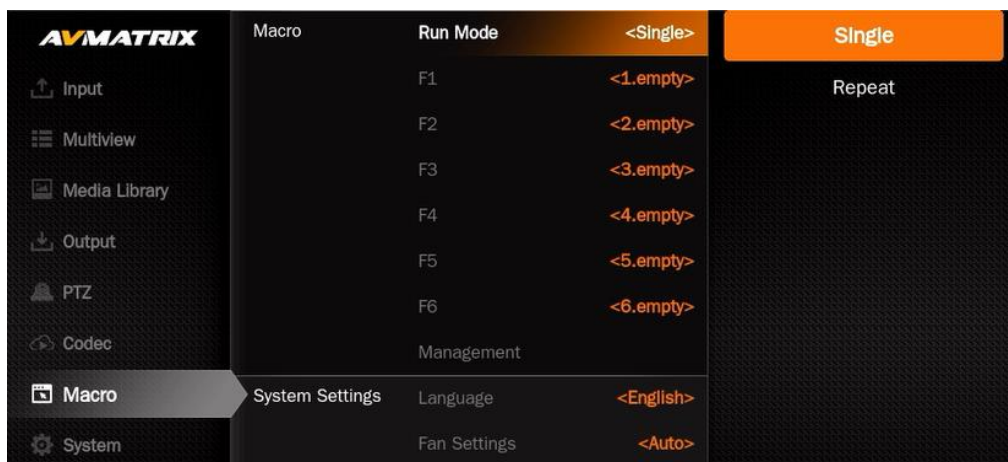 AVMATRIX
Input
Multiview
Media Library
Output
PTZ
Codec
Macro
System
Macro
Run Mode <Single>
F1 <1.empty>
F2 <2.empty>
F3 <3.empty>
F4 <4.empty>
F5 <5.empty>
F6 <6.empty>
Management
System Settings
Language <English>
Fan Settings <Auto>
Single
Repeat